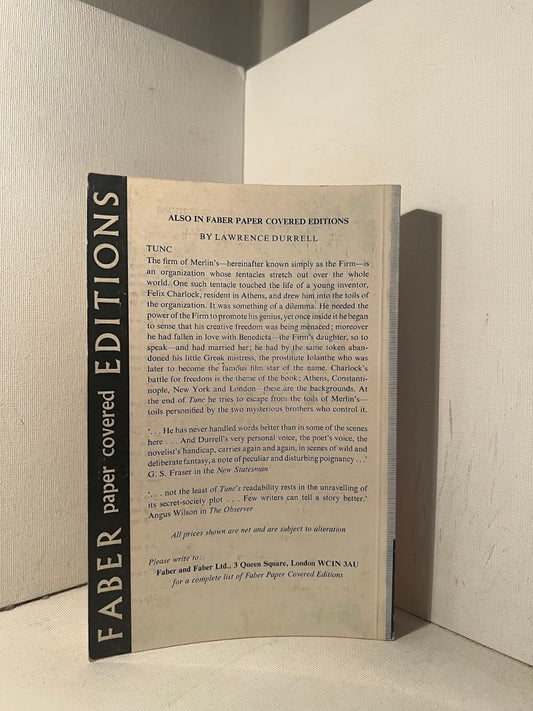 FABER paper covered EDITIONS
ALSO IN FABER PAPER COVERED EDITIONS
BY LAWRENCE DURRELL
TUNC
The firm of Merlin's—hereinafter known simply as the Firm—is
an organization whose tentacles stretch out over the whole
world. One such tentacle touched the life of a young inventor,
Felix Charlock, resident in Athens, and drew him into the toils of
the organization. It was something of a dilemma. He needed the
power of the Firm to promote his genius, yet once inside it he began
to sense that his creative freedom was being menaced; moreover
he had fallen in love with Benedicta—the Firm's daughter, so to
speak—and had married her; he had by the same token aban-
doned his little Greek mistress, the prostitute Iolanthe who was
later to become the famous film star of the name. Charlock's
battle for freedom is the theme of the book; Athens, Constanti-
nople, New York and London—these are the backgrounds. At
the end of Tunc he tries to escape from the toils of Merlin's—
toils personified by the two mysterious brothers who control it.
'. . . He has never handled words better than in some of the scenes
here . . . And Durrell's very personal voice, the poet's voice, the
novelist's handicap, carries again and again, in scenes of wild and
deliberate fantasy, a note of peculiar and disturbing poignancy . . .'
G. S. Fraser in the New Statesman
'. . . not the least of Tunc's readability rests in the unravelling of
its secret-society plot . . . Few writers can tell a story better.'
Angus Wilson in The Observer
All prices shown are net and are subject to alteration
Please write to:
Faber and Faber Ltd., 3 Queen Square, London WC1N 3AU
for a complete list of Faber Paper Covered Editions